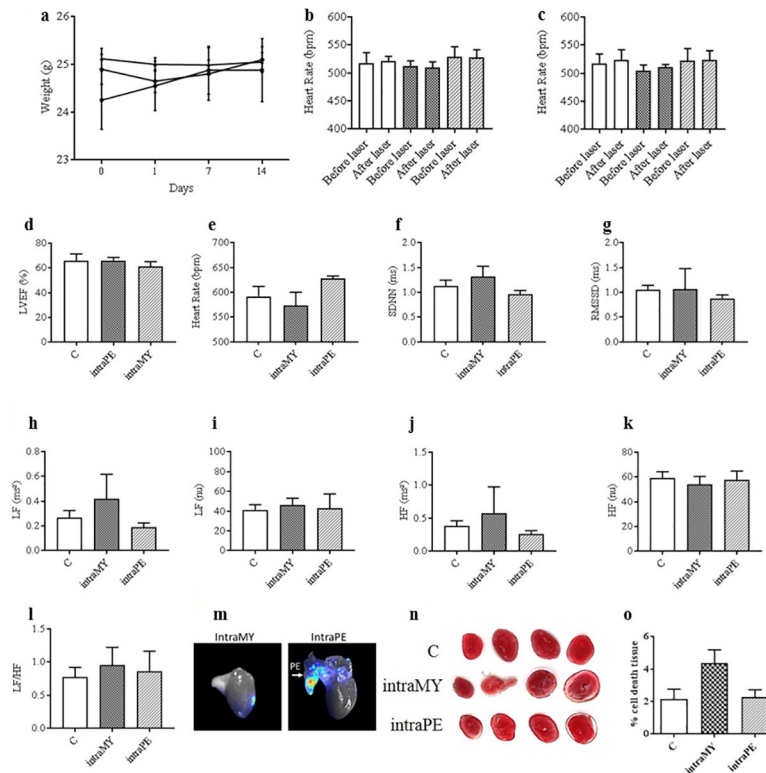 a
26
25
24
23
Weight (g)
0 1 7 14
Days
b
600
550
500
450
400
Heart Rate (bpm)
Before laser After laser Before laser After laser Before laser After laser
c
600
550
500
450
400
Heart Rate (bpm)
Before laser After laser Before laser After laser Before laser After laser
d
80
60
40
20
0
LVEF (%)
C intraPE intraMY
e
700
650
600
550
500
Heart Rate (bpm)
C intraMY intraPE
f
2.0
1.5
1.0
0.5
0.0
SDNN (ms)
C intraMY intraPE
g
2.0
1.5
1.0
0.5
0.0
RMSSD (ms)
C intraMY intraPE
h
0.8
0.6
0.4
0.2
0.0
LF (ms²)
C intraMY intraPE
i
100
80
60
40
20
0
LF (nu)
C intraMY intraPE
j
1.5
1.0
0.5
0.0
HF (ms²)
C intraMY intraPE
k
100
80
60
40
20
0
HF (nu)
C intraMY intraPE
l
1.5
1.0
0.5
0.0
LF/HF
C intraMY intraPE
m
IntraMY IntraPE
PE
n
C
intraMY
intraPE
o
6
4
2
0
% cell death tissue
C intraMY intraPE